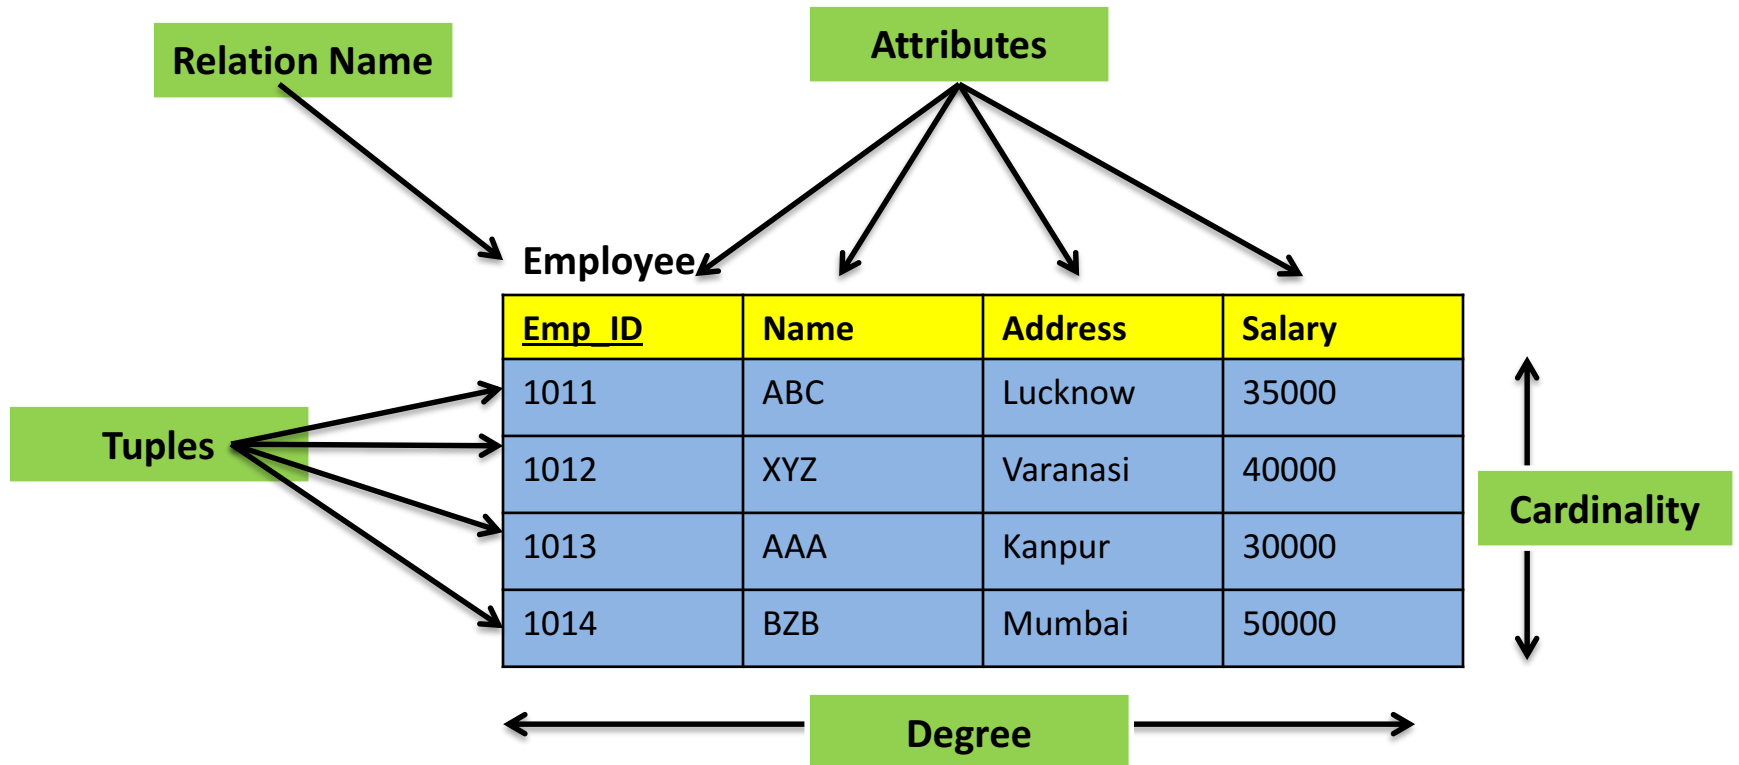 Relation Name
Attributes
Employee
Emp_ID Name Address Salary
1011 ABC Lucknow 35000
Tuples
1012 XYZ Varanasi 40000
Cardinality
1013 AAA Kanpur 30000
1014 BZB Mumbai 50000
Degree